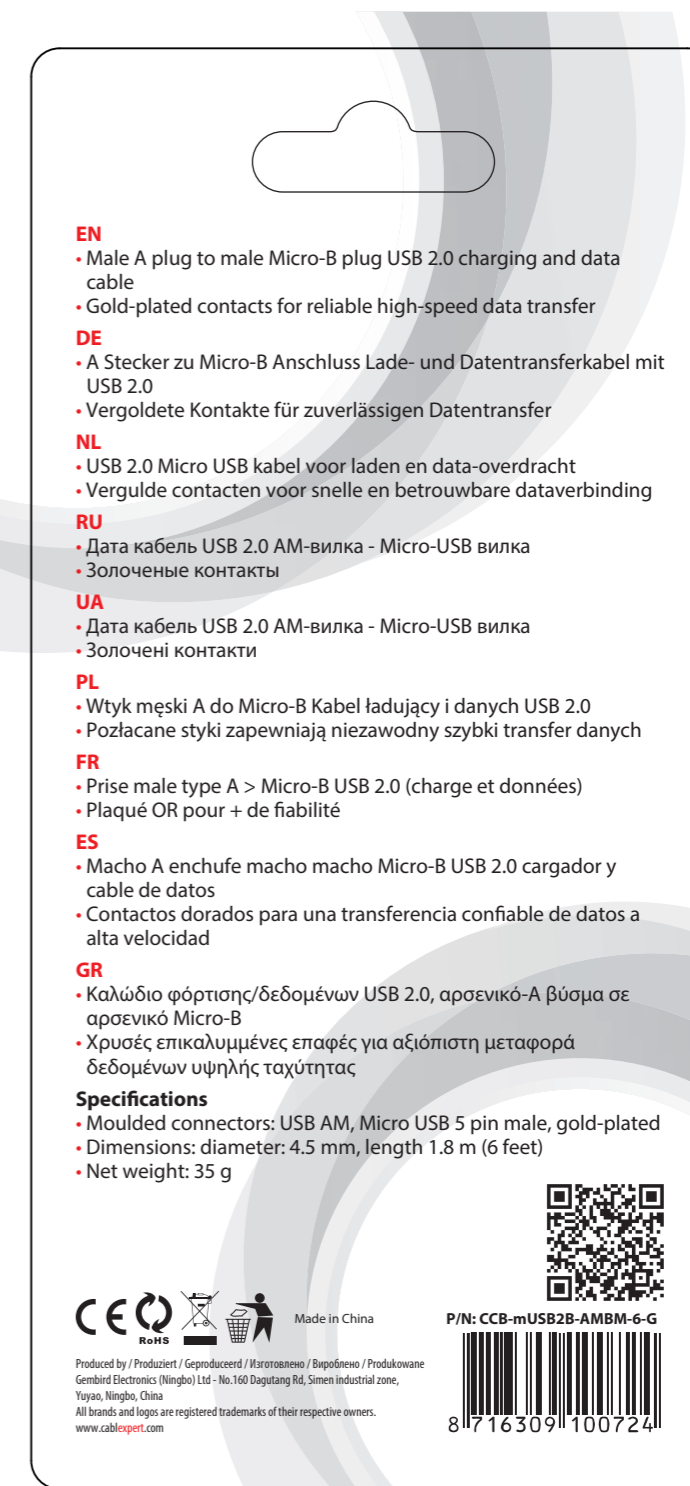 EN
• Male A plug to male Micro-B plug USB 2.0 charging and data
cable
• Gold-plated contacts for reliable high-speed data transfer
DE
• A Stecker zu Micro-B Anschluss Lade- und Datentransferkabel mit
USB 2.0
• Vergoldete Kontakte für zuverlässigen Datentransfer
NL
• USB 2.0 Micro USB kabel voor laden en data-overdracht
• Vergulde contacten voor snelle en betrouwbare dataverbinding
RU
• Дата кабель USB 2.0 AM-вилка - Micro-USB вилка
• Золоченые контакты
UA
• Дата кабель USB 2.0 AM-вилка - Micro-USB вилка
• Золочені контакти
PL
• Wtyk męski A do Micro-B Kabel ładujący i danych USB 2.0
• Pozłacane styki zapewniają niezawodny szybki transfer danych
FR
• Prise male type A > Micro-B USB 2.0 (charge et données)
• Plaqué OR pour + de fiabilité
ES
• Macho A enchufe macho macho Micro-B USB 2.0 cargador y
cable de datos
• Contactos dorados para una transferencia confiable de datos a
alta velocidad
GR
• Καλώδιο φόρτισης/δεδομένων USB 2.0, αρσενικό-Α βύσμα σε
αρσενικό Micro-B
• Χρυσές επικαλυμμένες επαφές για αξιόπιστη μεταφορά
δεδομένων υψηλής ταχύτητας
Specifications
• Moulded connectors: USB AM, Micro USB 5 pin male, gold-plated
• Dimensions: diameter: 4.5 mm, length 1.8 m (6 feet)
• Net weight: 35 g
CE RoHS
Made in China
P/N: CCB-mUSB2B-AMBM-6-G
Produced by / Produziert / Geproduceerd / Изготовлено / Вироблено / Produkowane
Gembird Electronics (Ningbo) Ltd - No.160 Dagutang Rd, Simen industrial zone,
Yuyao, Ningbo, China
All brands and logos are registered trademarks of their respective owners.
www.cablexpert.com
8 716309 100724